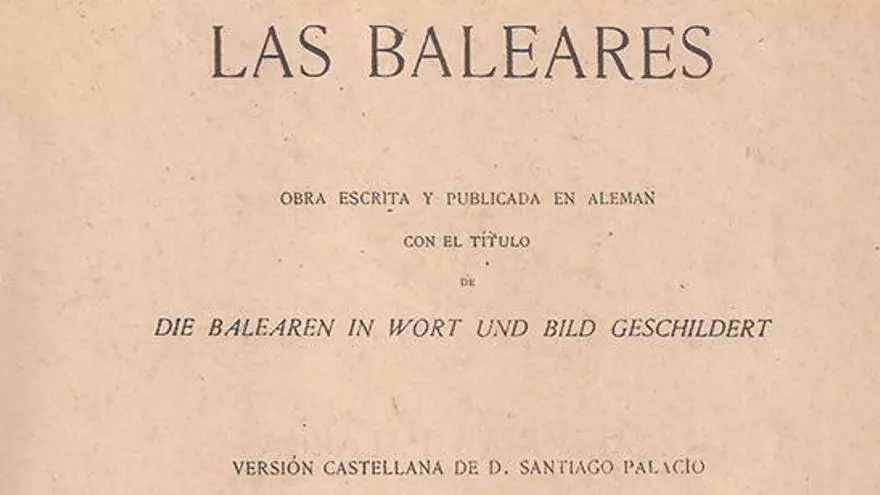 LAS BALEARES
OBRA ESCRITA Y PUBLICADA EN ALEMAN
CON EL TÍTULO
DE
DIE BALEAREN IN WORT UND BILD GESCHILDERT
VERSIÓN CASTELLANA DE D. SANTIAGO PALACIO